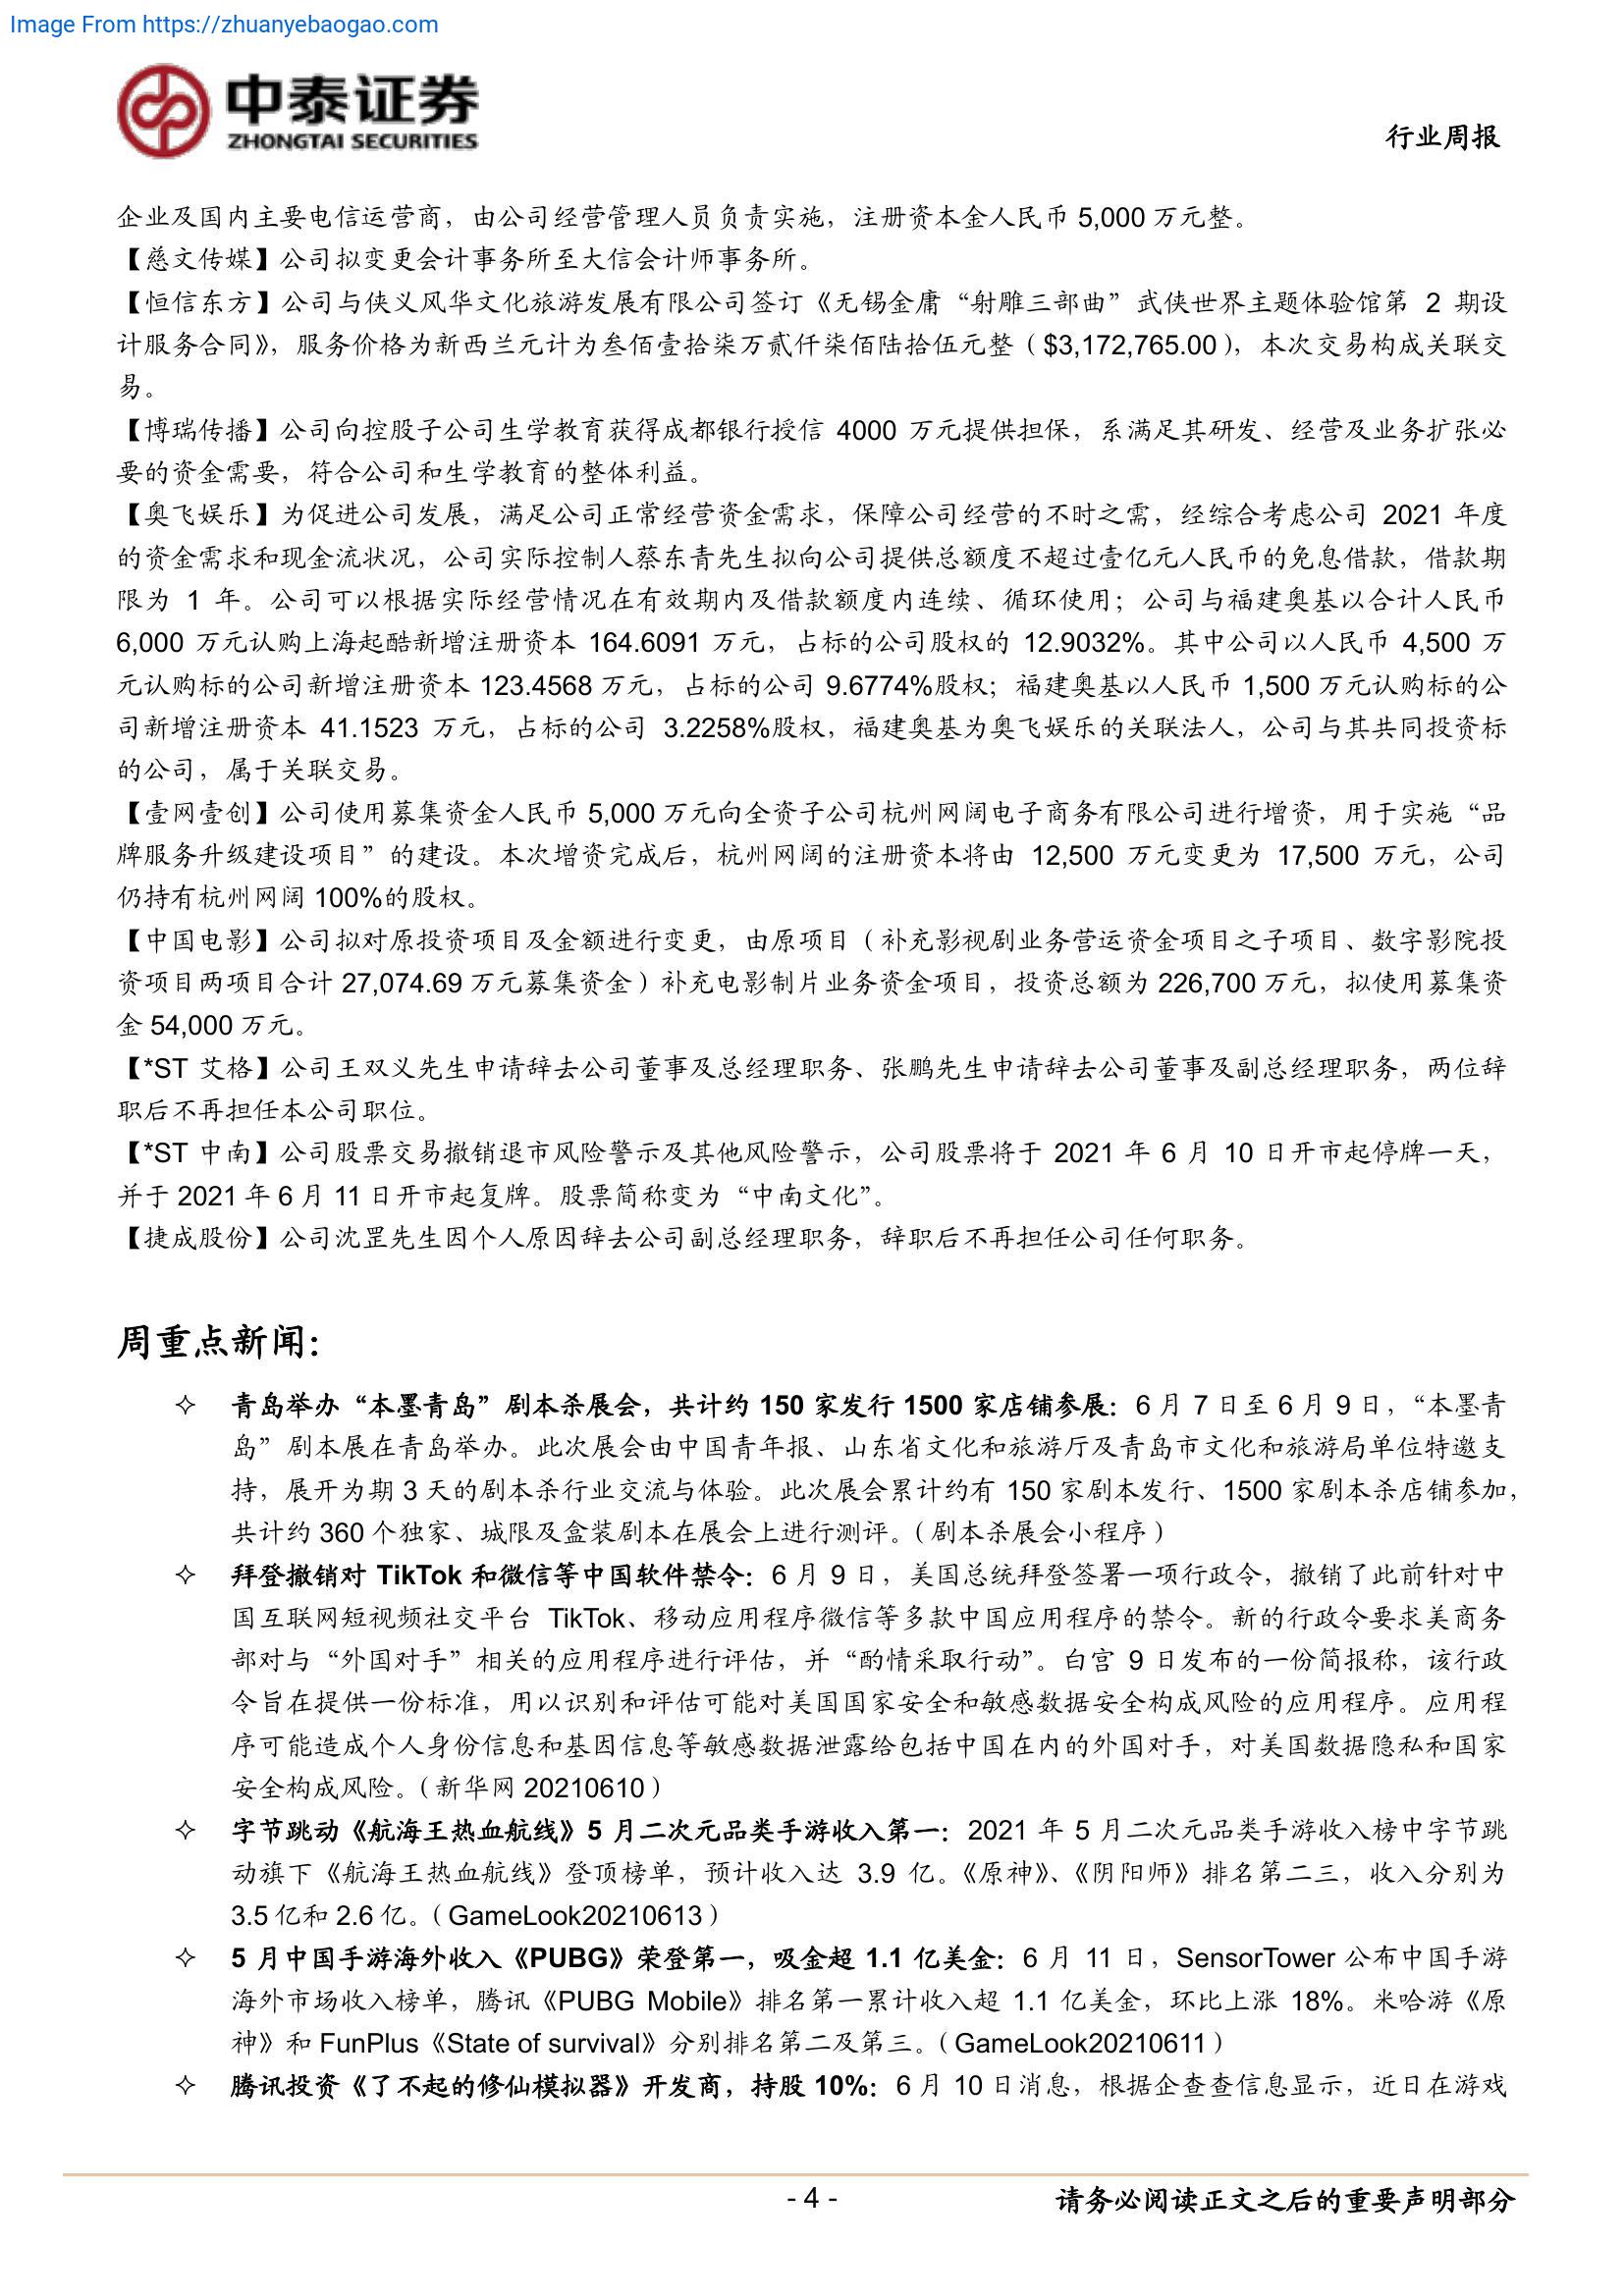 Image From https://zhuanyebaogao.com
中泰证券
ZHONGTAI SECURITIES
行业周报
企业及国内主要电信运营商，由公司经营管理人员负责实施，注册资本金人民币 5,000 万元整。
【慈文传媒】公司拟变更会计事务所至大信会计师事务所。
【恒信东方】公司与侠义风华文化旅游发展有限公司签订《无锡金庸“射雕三部曲”武侠世界主题体验馆第 2 期设
计服务合同》，服务价格为新西兰元计为叁佰壹拾柒万贰仟柒佰陆拾伍元整（$3,172,765.00），本次交易构成关联交
易。
【博瑞传播】公司向控股子公司生学教育获得成都银行授信 4000 万元提供担保，系满足其研发、经营及业务扩张必
要的资金需要，符合公司和生学教育的整体利益。
【奥飞娱乐】为促进公司发展，满足公司正常经营资金需求，保障公司经营的不时之需，经综合考虑公司 2021 年度
的资金需求和现金流状况，公司实际控制人蔡东青先生拟向公司提供总额度不超过壹亿元人民币的免息借款，借款期
限为 1 年。公司可以根据实际经营情况在有效期内及借款额度内连续、循环使用；公司与福建奥基以合计人民币
6,000 万元认购上海起酷新增注册资本 164.6091 万元，占标的公司股权的 12.9032%。其中公司以人民币 4,500 万
元认购标的公司新增注册资本 123.4568 万元，占标的公司 9.6774%股权；福建奥基以人民币 1,500 万元认购标的公
司新增注册资本 41.1523 万元，占标的公司 3.2258%股权，福建奥基为奥飞娱乐的关联法人，公司与其共同投资标
的公司，属于关联交易。
【壹网壹创】公司使用募集资金人民币 5,000 万元向全资子公司杭州网阔电子商务有限公司进行增资，用于实施“品
牌服务升级建设项目”的建设。本次增资完成后，杭州网阔的注册资本将由 12,500 万元变更为 17,500 万元，公司
仍持有杭州网阔 100%的股权。
【中国电影】公司拟对原投资项目及金额进行变更，由原项目（补充影视剧业务营运资金项目之子项目、数字影院投
资项目两项目合计 27,074.69 万元募集资金）补充电影制片业务资金项目，投资总额为 226,700 万元，拟使用募集资
金 54,000 万元。
【*ST 艾格】公司王双义先生申请辞去公司董事及总经理职务、张鹏先生申请辞去公司董事及副总经理职务，两位辞
职后不再担任本公司职位。
【*ST 中南】公司股票交易撤销退市风险警示及其他风险警示，公司股票将于 2021 年 6 月 10 日开市起停牌一天，
并于 2021 年 6 月 11 日开市起复牌。股票简称变为“中南文化”。
【捷成股份】公司沈罡先生因个人原因辞去公司副总经理职务，辞职后不再担任公司任何职务。
周重点新闻：
✧ 青岛举办“本墨青岛”剧本杀展会，共计约 150 家发行 1500 家店铺参展：6 月 7 日至 6 月 9 日，“本墨青
岛”剧本展在青岛举办。此次展会由中国青年报、山东省文化和旅游厅及青岛市文化和旅游局单位特邀支
持，展开为期 3 天的剧本杀行业交流与体验。此次展会累计约有 150 家剧本发行、1500 家剧本杀店铺参加，
共计约 360 个独家、城限及盒装剧本在展会上进行测评。（剧本杀展会小程序）
✧ 拜登撤销对 TikTok 和微信等中国软件禁令：6 月 9 日，美国总统拜登签署一项行政令，撤销了此前针对中
国互联网短视频社交平台 TikTok、移动应用程序微信等多款中国应用程序的禁令。新的行政令要求美商务
部对与“外国对手”相关的应用程序进行评估，并“酌情采取行动”。白宫 9 日发布的一份简报称，该行政
令旨在提供一份标准，用以识别和评估可能对美国国家安全和敏感数据安全构成风险的应用程序。应用程
序可能造成个人身份信息和基因信息等敏感数据泄露给包括中国在内的外国对手，对美国数据隐私和国家
安全构成风险。（新华网 20210610）
✧ 字节跳动《航海王热血航线》5 月二次元品类手游收入第一：2021 年 5 月二次元品类手游收入榜中字节跳
动旗下《航海王热血航线》登顶榜单，预计收入达 3.9 亿。《原神》、《阴阳师》排名第二三，收入分别为
3.5 亿和 2.6 亿。（GameLook20210613）
✧ 5 月中国手游海外收入《PUBG》荣登第一，吸金超 1.1 亿美金：6 月 11 日，SensorTower 公布中国手游
海外市场收入榜单，腾讯《PUBG Mobile》排名第一累计收入超 1.1 亿美金，环比上涨 18%。米哈游《原
神》和 FunPlus《State of survival》分别排名第二及第三。（GameLook20210611）
✧ 腾讯投资《了不起的修仙模拟器》开发商，持股 10%：6 月 10 日消息，根据企查查信息显示，近日在游戏
- 4 -
请务必阅读正文之后的重要声明部分